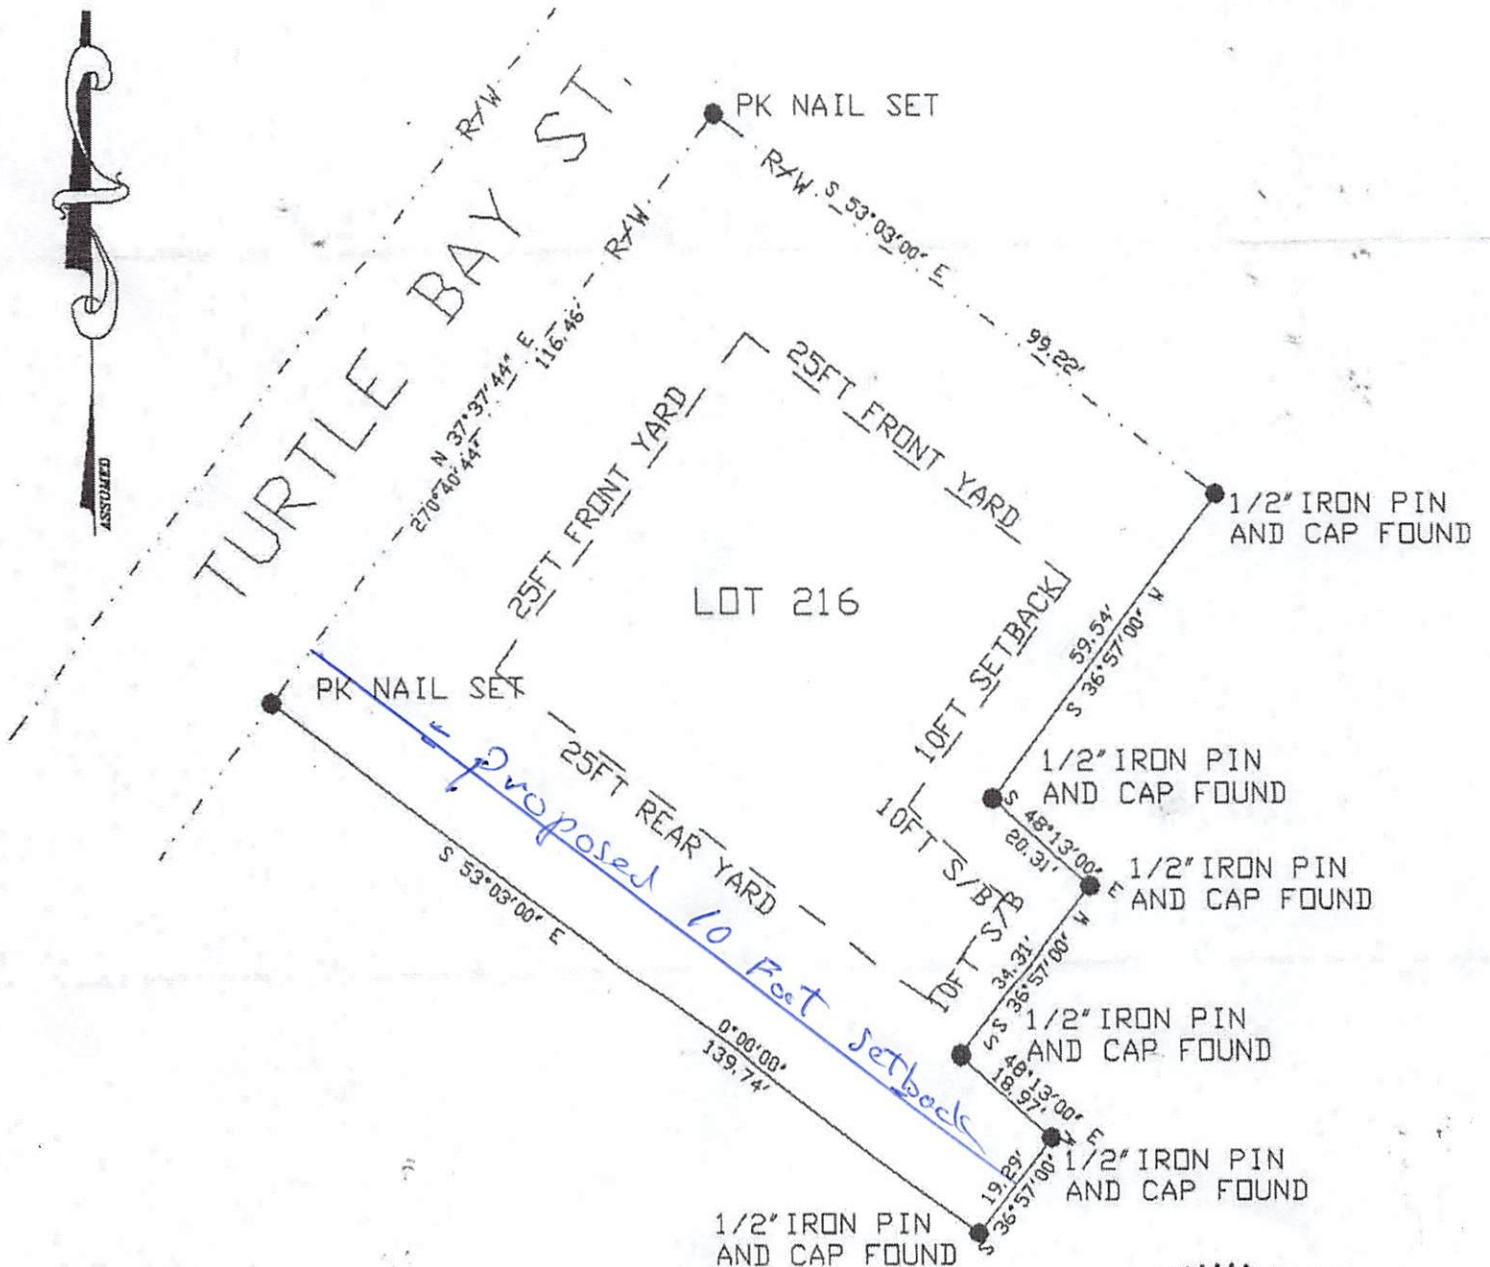 ASSUMED
R/W
TURTLE BAY ST.
PK NAIL SET
R/W
R/W
S 53°03'00" E
99.22'
N 37°37'44" E
116.46'
270°40'44"
25FT FRONT YARD
25FT FRONT YARD
1/2" IRON PIN
AND CAP FOUND
LOT 216
10FT SETBACK
59.54'
S 36°57'00" W
PK NAIL SET
25FT REAR YARD
= Proposed 10 Foot setback
1/2" IRON PIN
AND CAP FOUND
S 48°13'00" E
20.31'
10FT S/B
10FT S/B
1/2" IRON PIN
AND CAP FOUND
34.31'
S 36°57'00" W
S 53°03'00" E
0°00'00"
139.74'
1/2" IRON PIN
AND CAP FOUND
S 48°13'00" E
18.97'
1/2" IRON PIN
AND CAP FOUND
19.29'
S 36°57'00" W
1/2" IRON PIN
AND CAP FOUND